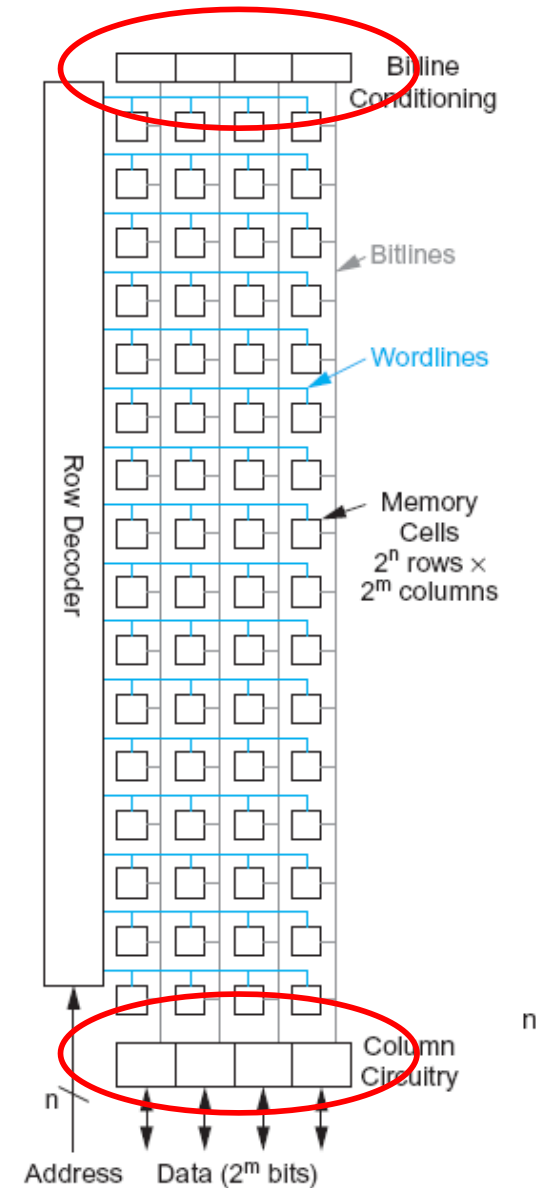 Bitline
Conditioning
Bitlines
Wordlines
Row Decoder
Memory
Cells
2ⁿ rows ×
2ᵐ columns
n
Column
Circuitry
n
Address
Data (2ᵐ bits)